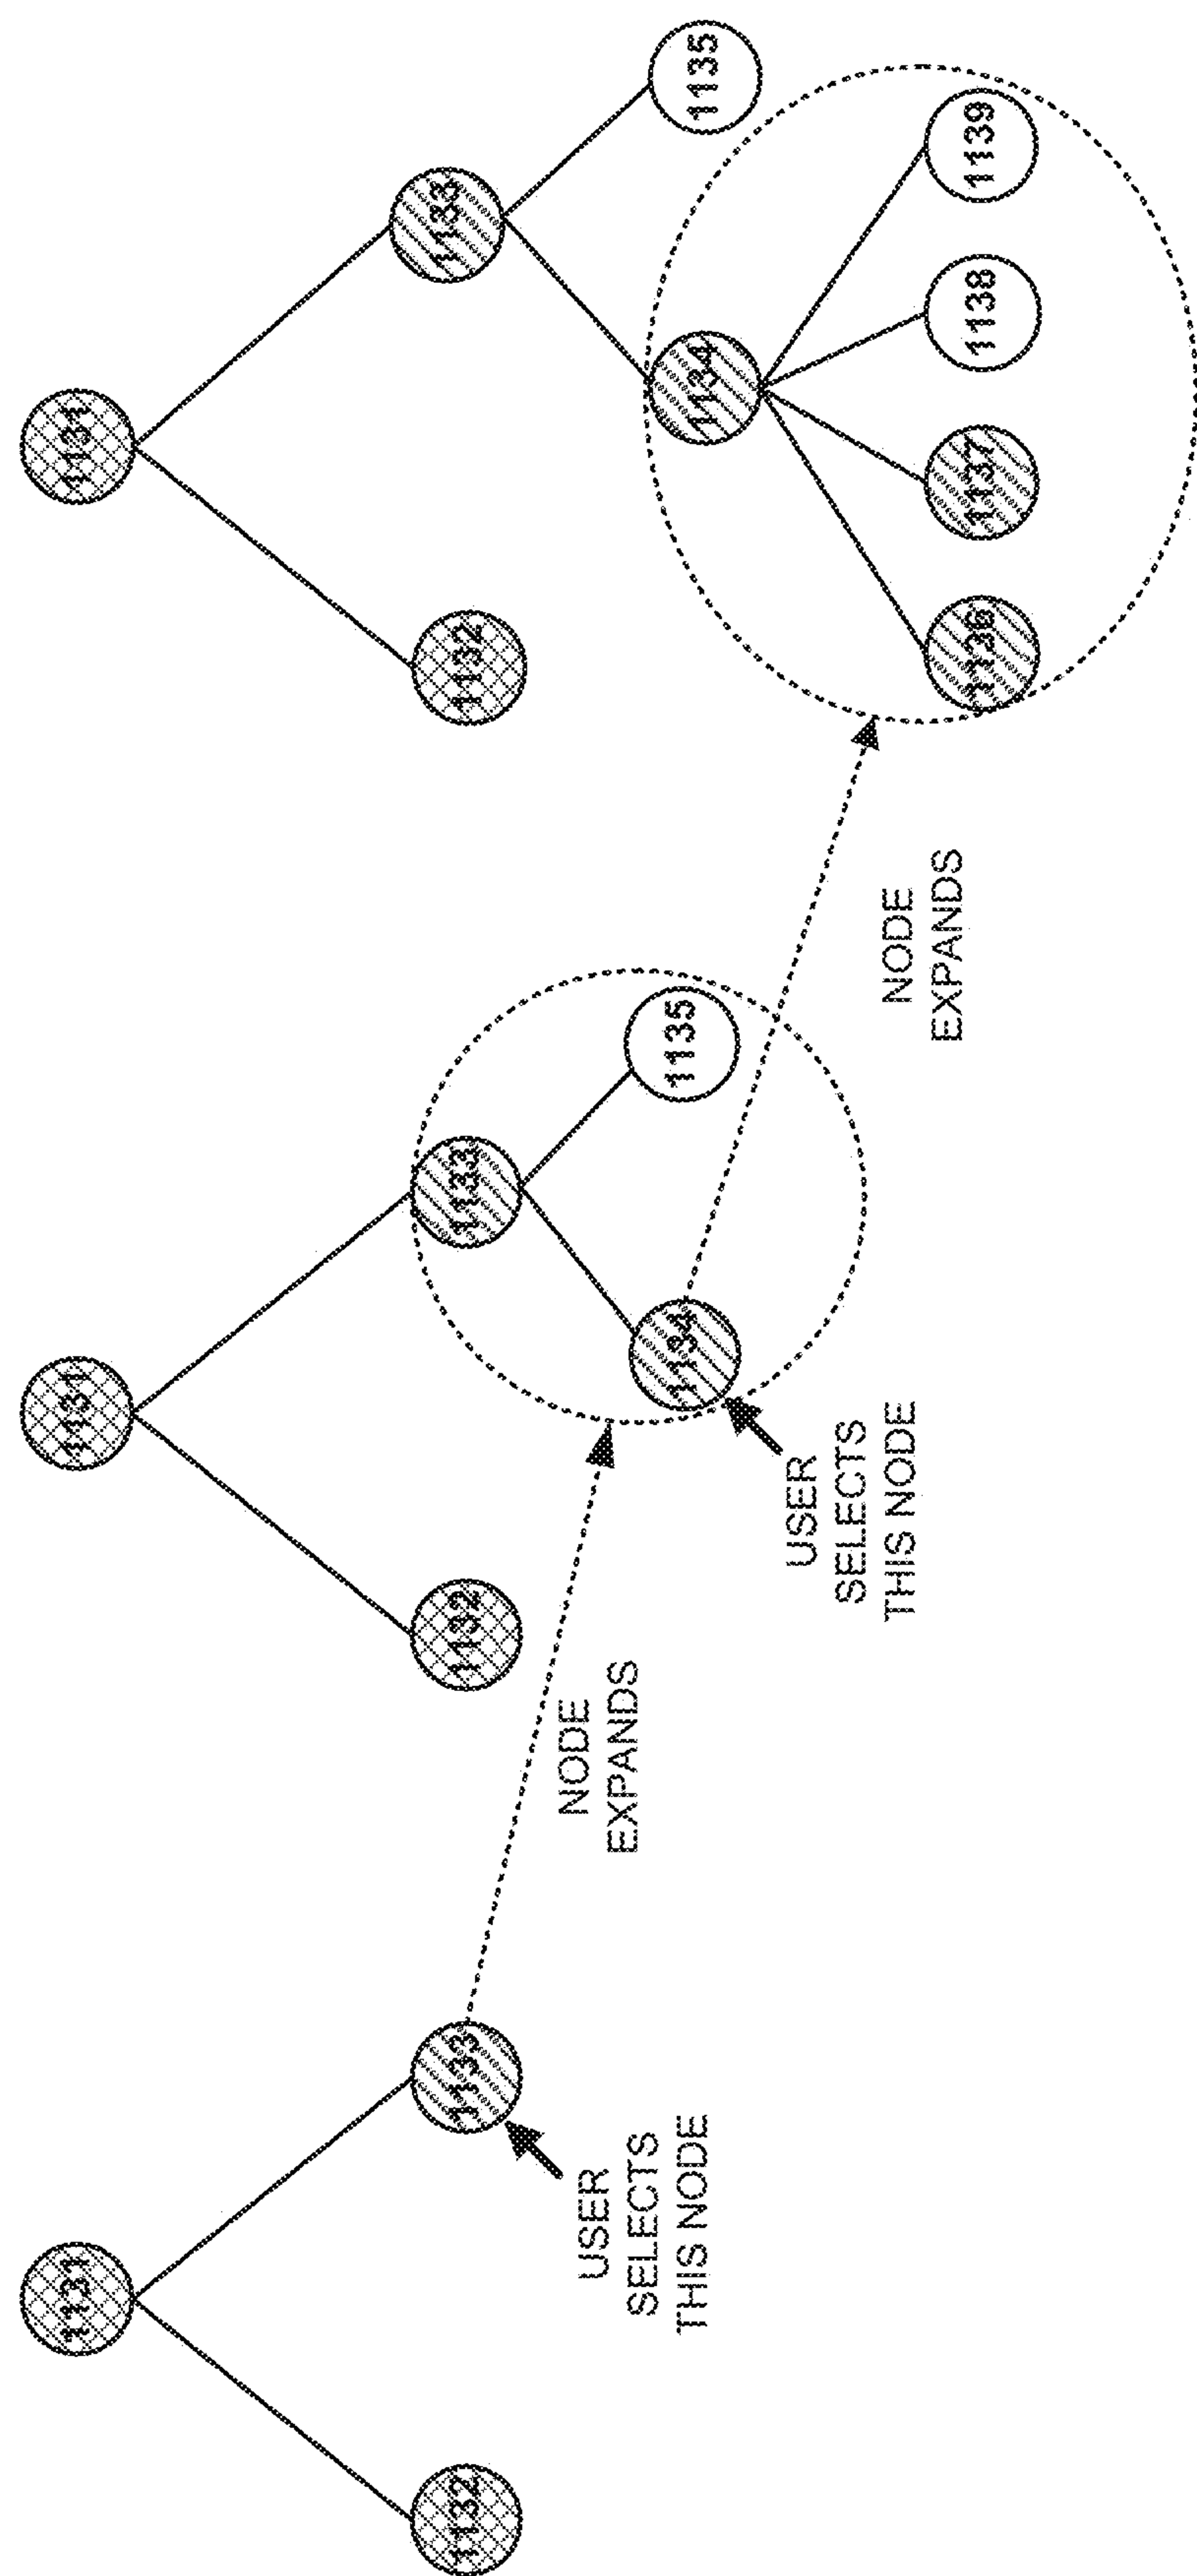 1131
1132
1133
USER
SELECTS
THIS NODE
NODE
EXPANDS
1131
1132
1133
1134
1135
USER
SELECTS
THIS NODE
NODE
EXPANDS
1131
1132
1133
1134
1135
1136
1137
1138
1139